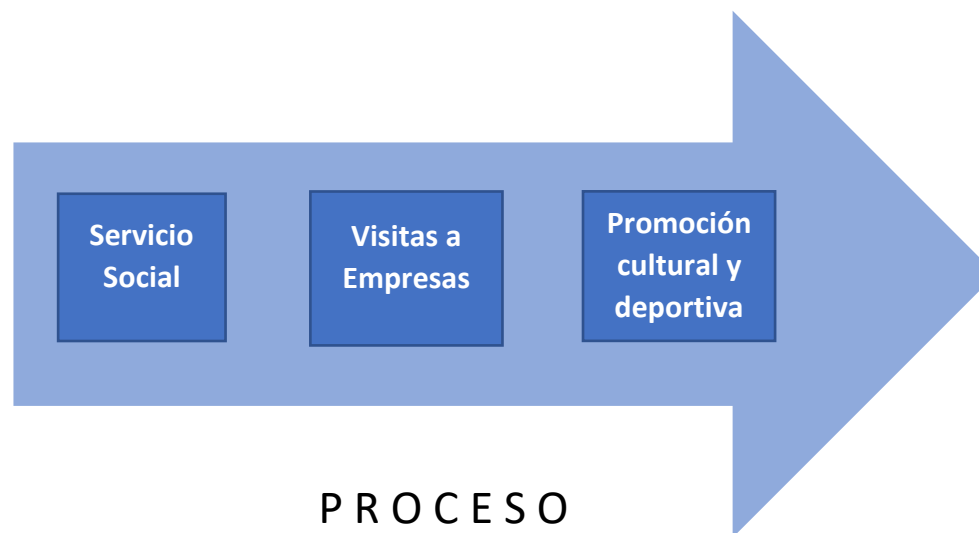 Servicio
Social
Visitas a
Empresas
Promoción
cultural y
deportiva
P R O C E S O